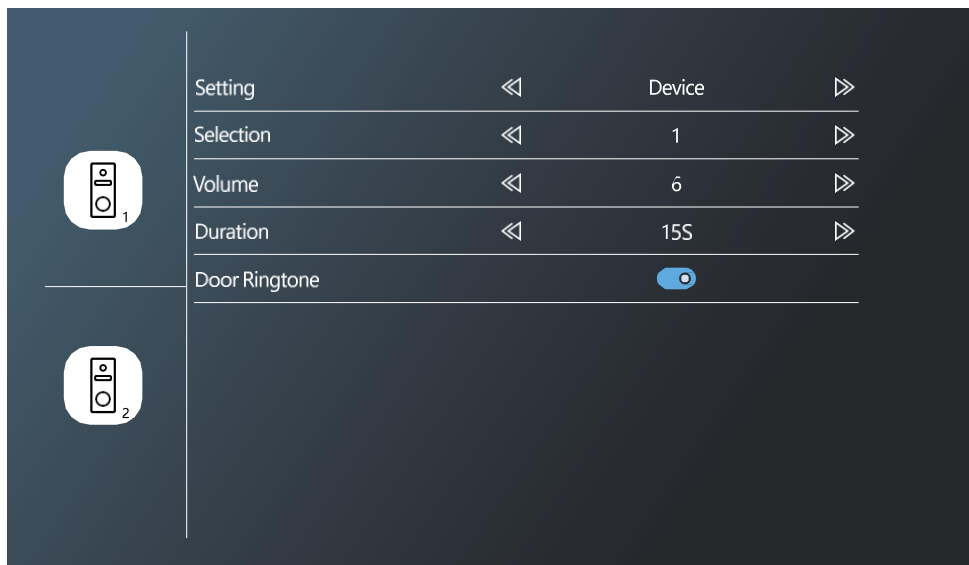 Setting Device
Selection 1
Volume 6
Duration 15S
Door Ringtone
1
2